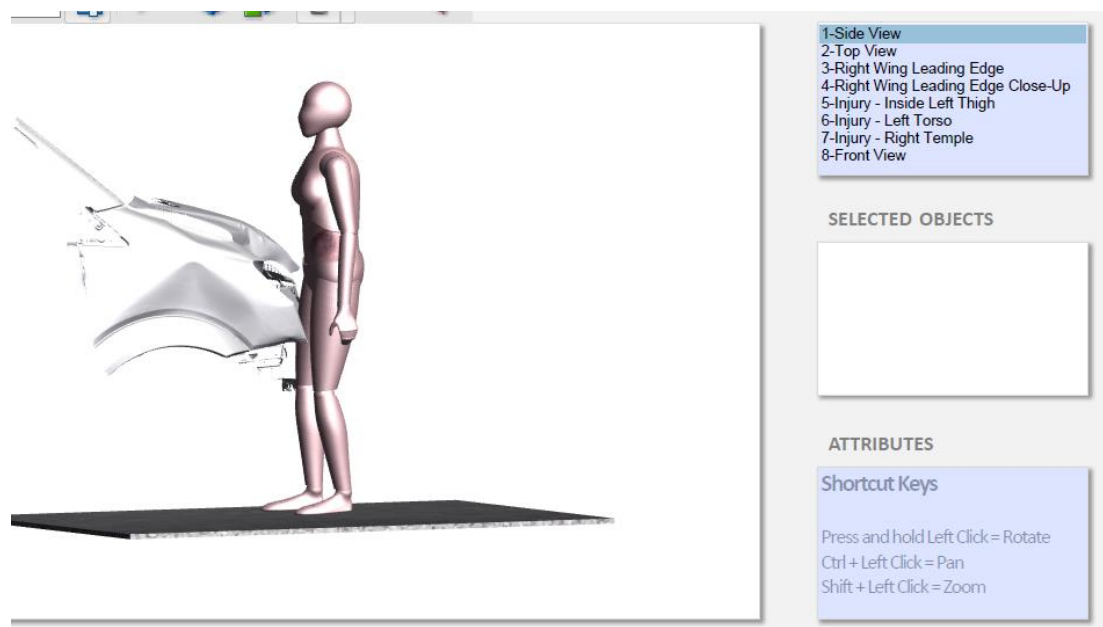 1-Side View
2-Top View
3-Right Wing Leading Edge
4-Right Wing Leading Edge Close-Up
5-Injury - Inside Left Thigh
6-Injury - Left Torso
7-Injury - Right Temple
8-Front View
SELECTED OBJECTS
ATTRIBUTES
Shortcut Keys
Press and hold Left Click = Rotate
Ctrl + Left Click = Pan
Shift + Left Click = Zoom